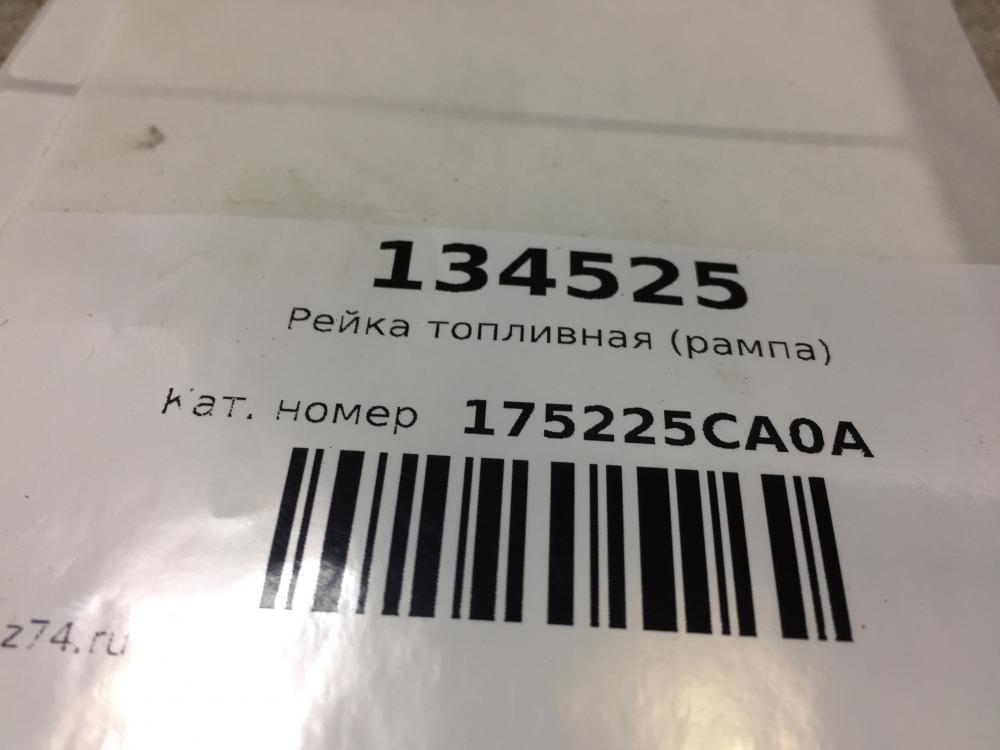 134525
Рейка топливная (рампа)
Кат. номер 175225CA0A
z74.ru